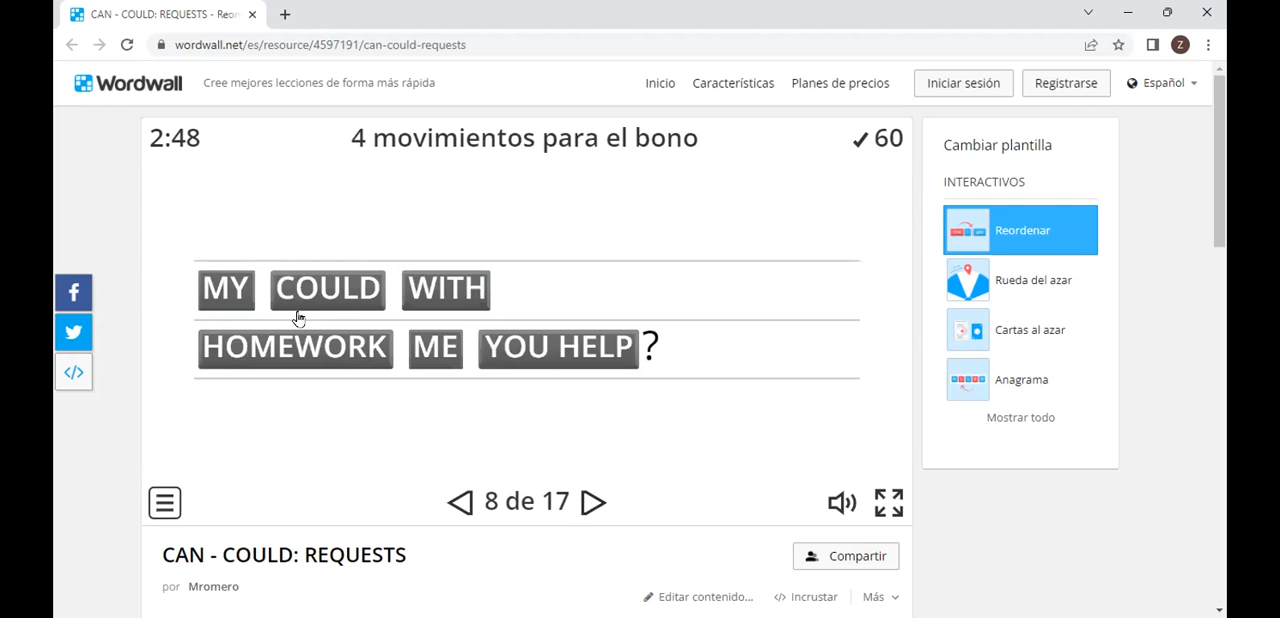 CAN - COULD: REQUESTS - Reor
wordwall.net/es/resource/4597191/can-could-requests
Z
Wordwall Cree mejores lecciones de forma más rápida Inicio Características Planes de precios Iniciar sesión Registrarse Español
2:48 4 movimientos para el bono ✔ 60
MY COULD WITH
HOMEWORK ME YOU HELP ?
8 de 17
CAN - COULD: REQUESTS
Compartir
por Mromero
Editar contenido... </> Incrustar Más
f
</>
Cambiar plantilla
INTERACTIVOS
Reordenar
Rueda del azar
Cartas al azar
Anagrama
Mostrar todo